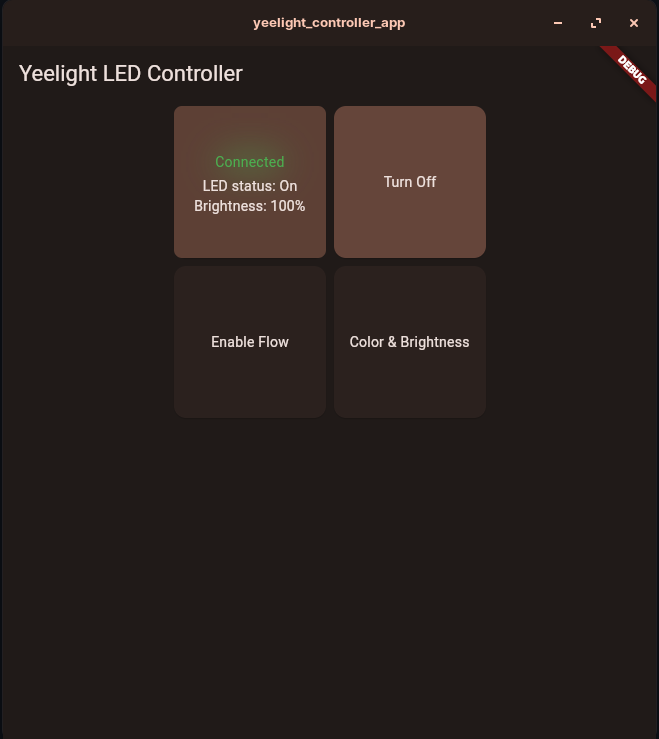 yeelight_controller_app
Yeelight LED Controller
DEBUG
Connected
LED status: On
Brightness: 100%
Turn Off
Enable Flow
Color & Brightness